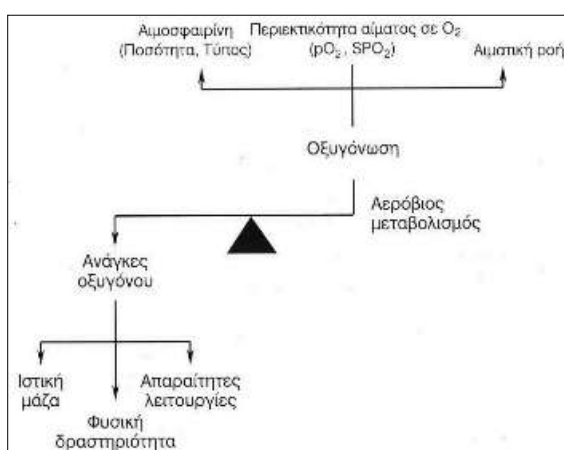 Αιμοσφαιρίνη
(Ποσότητα, Τύπος)
Περιεκτικότητα αίματος σε O₂
(pO₂, SPO₂)
Αιματική ροή
Οξυγόνωση
Αερόβιος
μεταβολισμός
Ανάγκες
οξυγόνου
Ιστική
μάζα
Απαραίτητες
λειτουργίες
Φυσική
δραστηριότητα